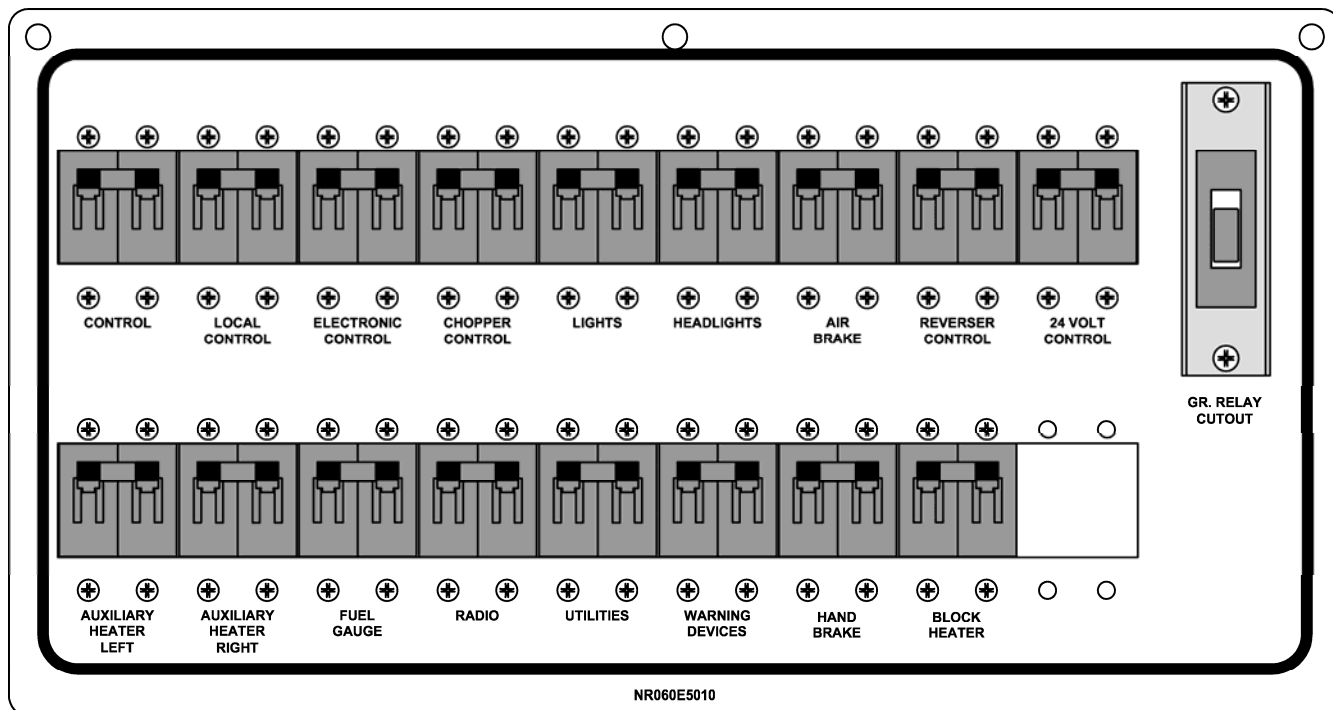 CONTROL
LOCAL
CONTROL
ELECTRONIC
CONTROL
CHOPPER
CONTROL
LIGHTS
HEADLIGHTS
AIR
BRAKE
REVERSER
CONTROL
24 VOLT
CONTROL
GR. RELAY
CUTOUT
AUXILIARY
HEATER
LEFT
AUXILIARY
HEATER
RIGHT
FUEL
GAUGE
RADIO
UTILITIES
WARNING
DEVICES
HAND
BRAKE
BLOCK
HEATER
NR060E5010